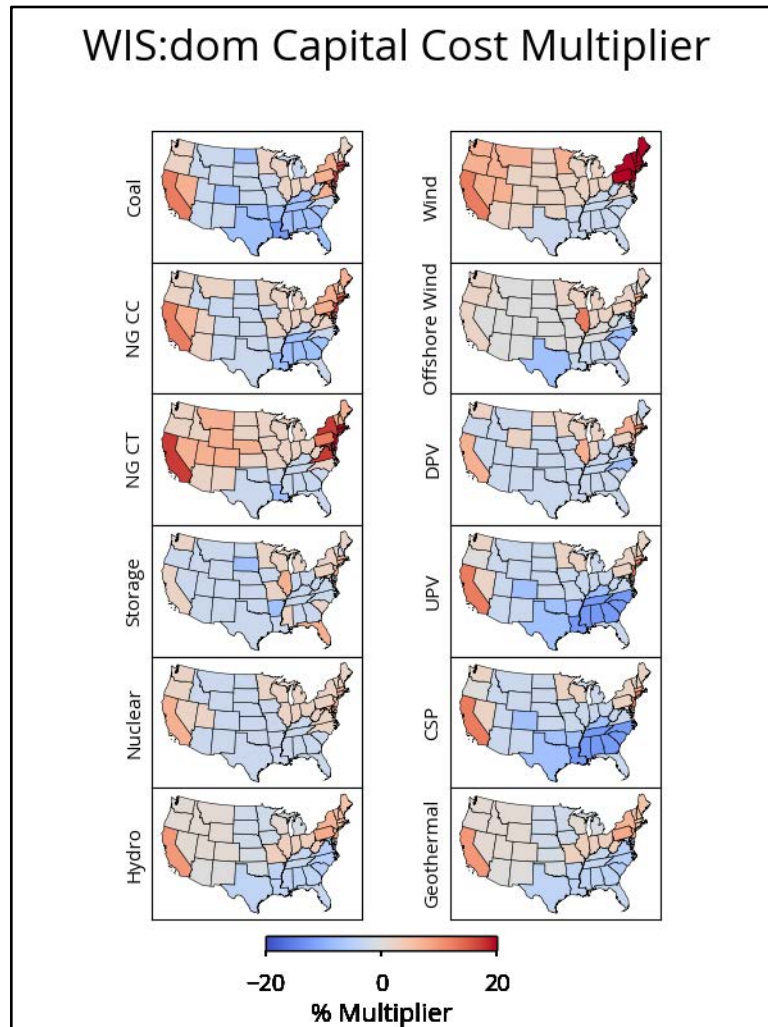 WIS:dom Capital Cost Multiplier
Coal
Wind
NG CC
Offshore Wind
NG CT
DPV
Storage
UPV
Nuclear
CSP
Hydro
Geothermal
−20 0 20
% Multiplier